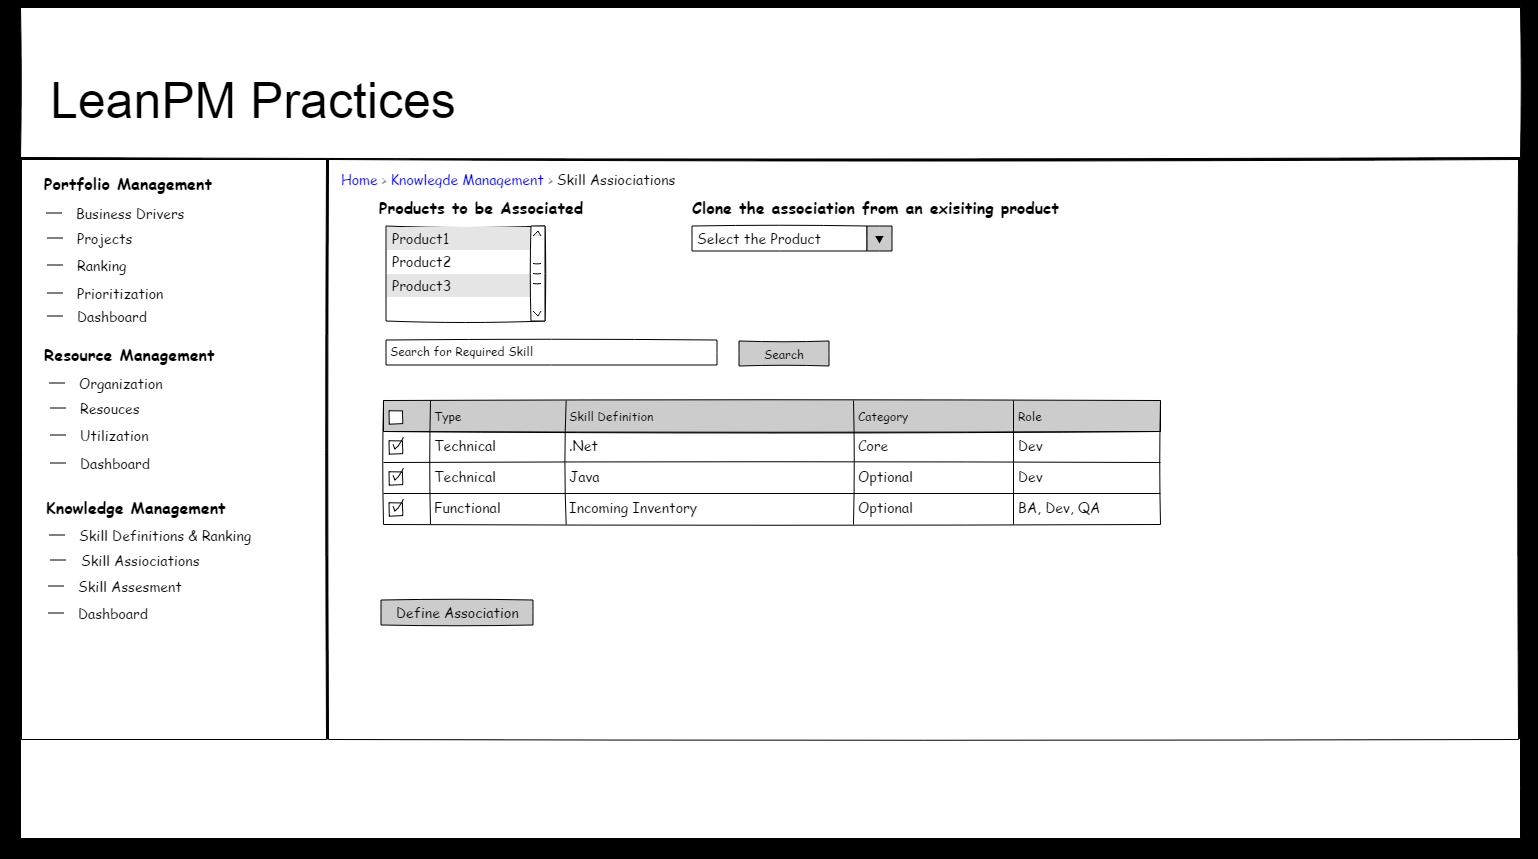 LeanPM Practices
Portfolio Management
Business Drivers
Projects
Ranking
Prioritization
Dashboard
Resource Management
Organization
Resouces
Utilization
Dashboard
Knowledge Management
Skill Definitions & Ranking
Skill Assiociations
Skill Assesment
Dashboard
Home > Knowlegde Management > Skill Assiociations
Products to be Associated
Product1
Product2
Product3
Clone the association from an exisiting product
Select the Product
Search for Required Skill
Search
Type Skill Definition Category Role
Technical .Net Core Dev
Technical Java Optional Dev
Functional Incoming Inventory Optional BA, Dev, QA
Define Association